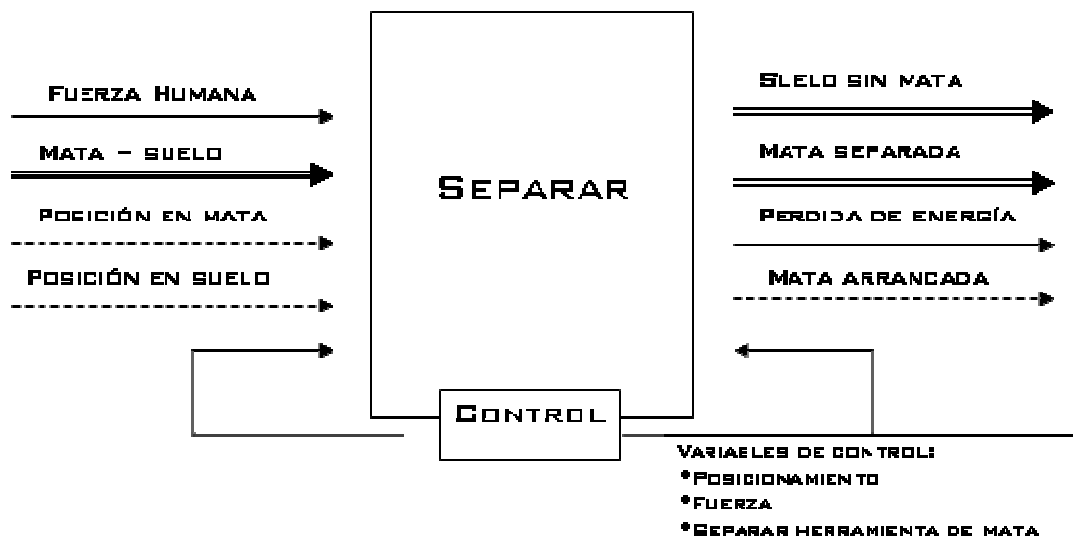 FUERZA HUMANA
MATA – SUELO
POSICIÓN EN MATA
POSICIÓN EN SUELO
SEPARAR
SUELO SIN MATA
MATA SEPARADA
PERDIDA DE ENERGÍA
MATA ARRANCADA
CONTROL
VARIABLES DE CONTROL:
•POSICIONAMIENTO
•FUERZA
•SEPARAR HERRAMIENTA DE MATA